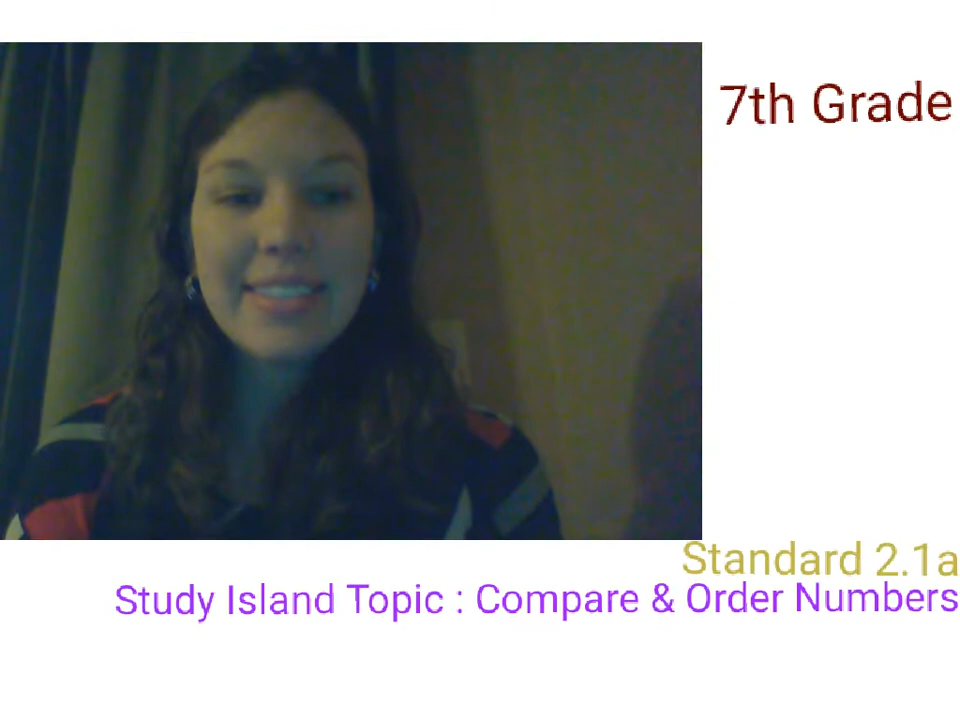 7th Grade
Standard 2.1a
Study Island Topic : Compare & Order Numbers